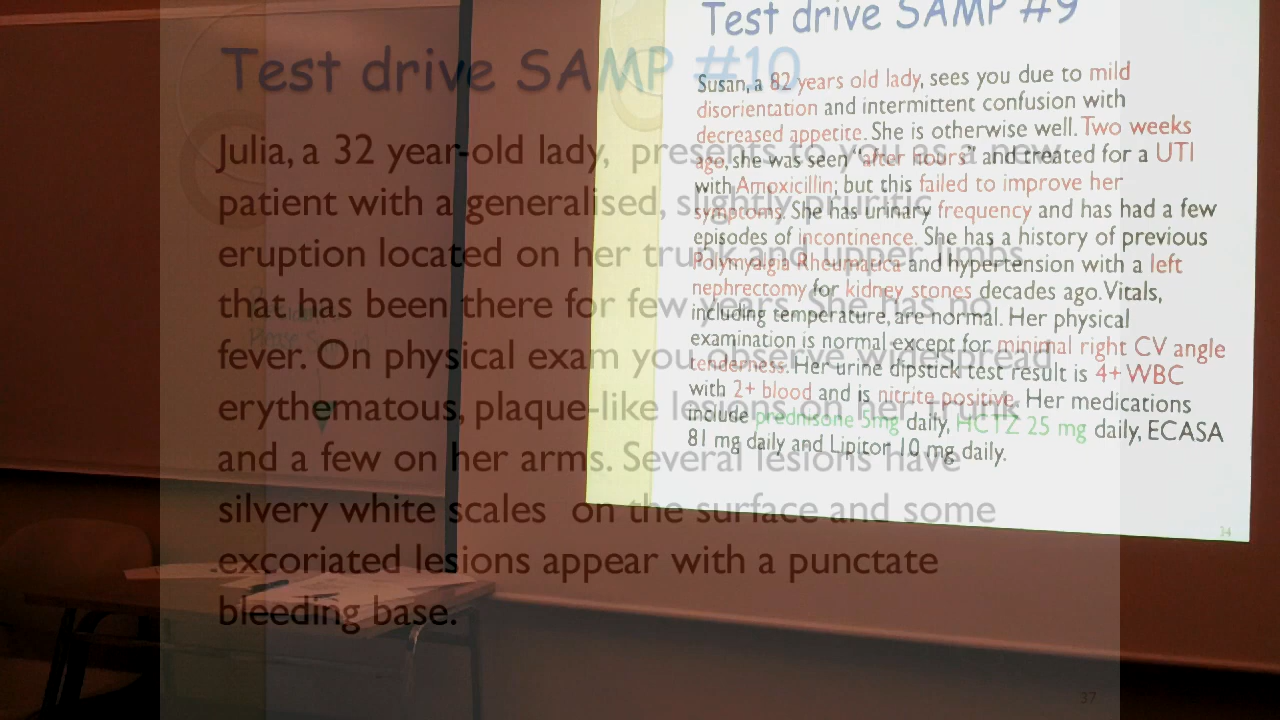 Test drive SAMP #10
Julia, a 32 year-old lady, presents to you as a new
patient with a generalised, slightly pruritic
eruption located on her trunk and upper limbs
that has been there for few years. She has no
fever. On physical exam you observe widespread
erythematous, plaque-like lesions on her trunk
and a few on her arms. Several lesions have
silvery white scales on the surface and some
excoriated lesions appear with a punctate
bleeding base.
37
Test drive SAMP #9
Susan, a 82 years old lady, sees you due to mild
disorientation and intermittent confusion with
decreased appetite. She is otherwise well. Two weeks
ago, she was seen "after hours" and treated for a UTI
with Amoxicillin; but this failed to improve her
symptoms. She has urinary frequency and has had a few
episodes of incontinence. She has a history of previous
Polymyalgia Rheumatica and hypertension with a left
nephrectomy for kidney stones decades ago. Vitals,
including temperature, are normal. Her physical
examination is normal except for minimal right CV angle
tenderness. Her urine dipstick test result is 4+ WBC
with 2+ blood and is nitrite positive. Her medications
include prednisone 5mg daily, HCTZ 25 mg daily, ECASA
81 mg daily and Lipitor 10 mg daily.
34